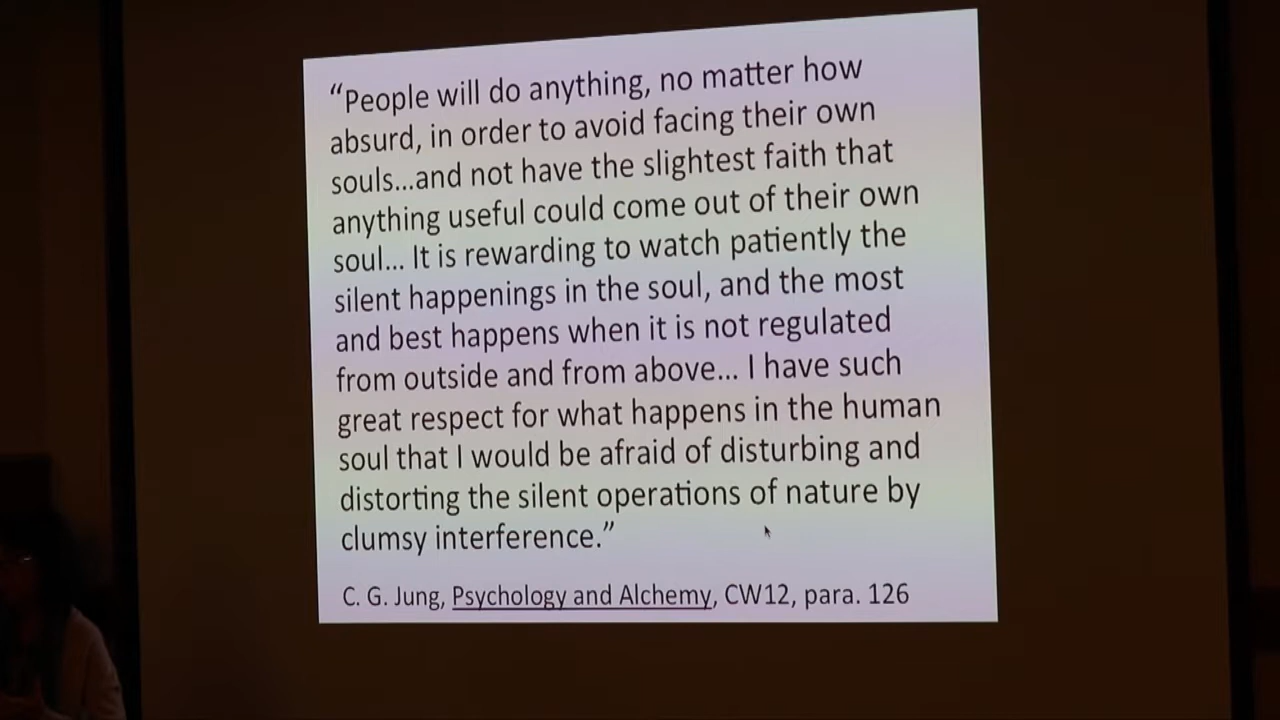 “People will do anything, no matter how
absurd, in order to avoid facing their own
souls...and not have the slightest faith that
anything useful could come out of their own
soul... It is rewarding to watch patiently the
silent happenings in the soul, and the most
and best happens when it is not regulated
from outside and from above... I have such
great respect for what happens in the human
soul that I would be afraid of disturbing and
distorting the silent operations of nature by
clumsy interference.”
C. G. Jung, Psychology and Alchemy, CW12, para. 126